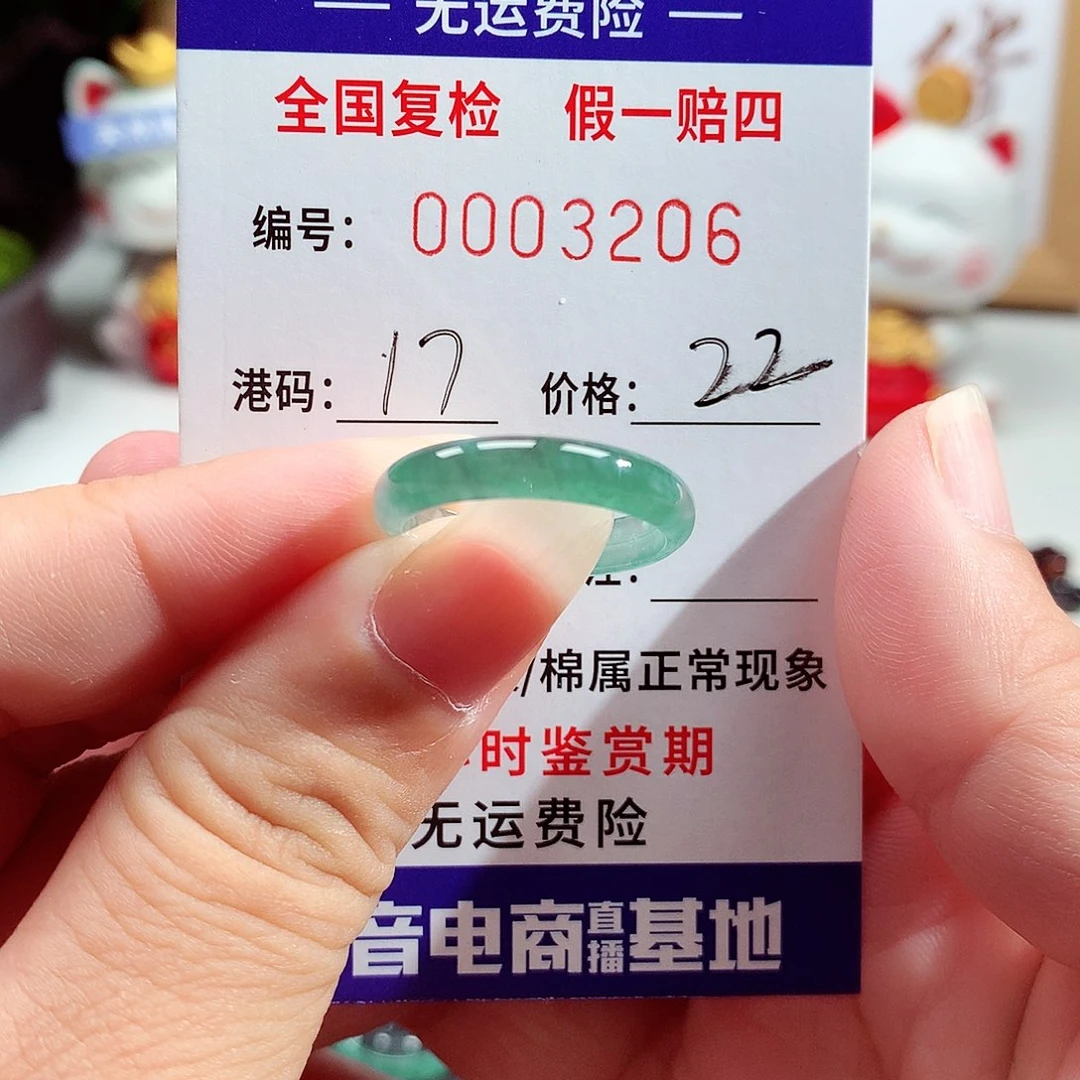 无运费险
全国复检 假一赔四
编号: 0003206
港码: 17 价格: 22
注:
/棉属正常现象
时鉴赏期
无运费险
音电商直播基地